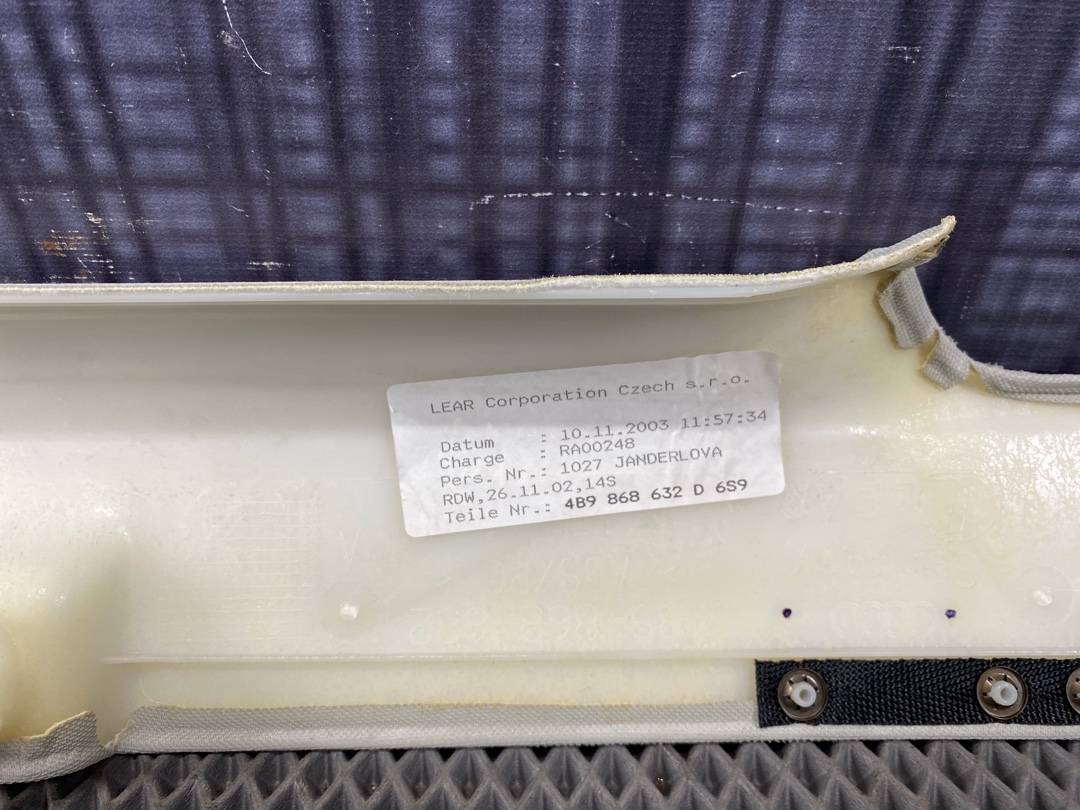 LEAR Corporation Czech s.r.o.
Datum : 10.11.2003 11:57:34
Charge : RA00248
Pers. Nr.: 1027 JANDERLOVA
RDW,26.11.02,14S
Teile Nr.: 4B9 868 632 D 6S9